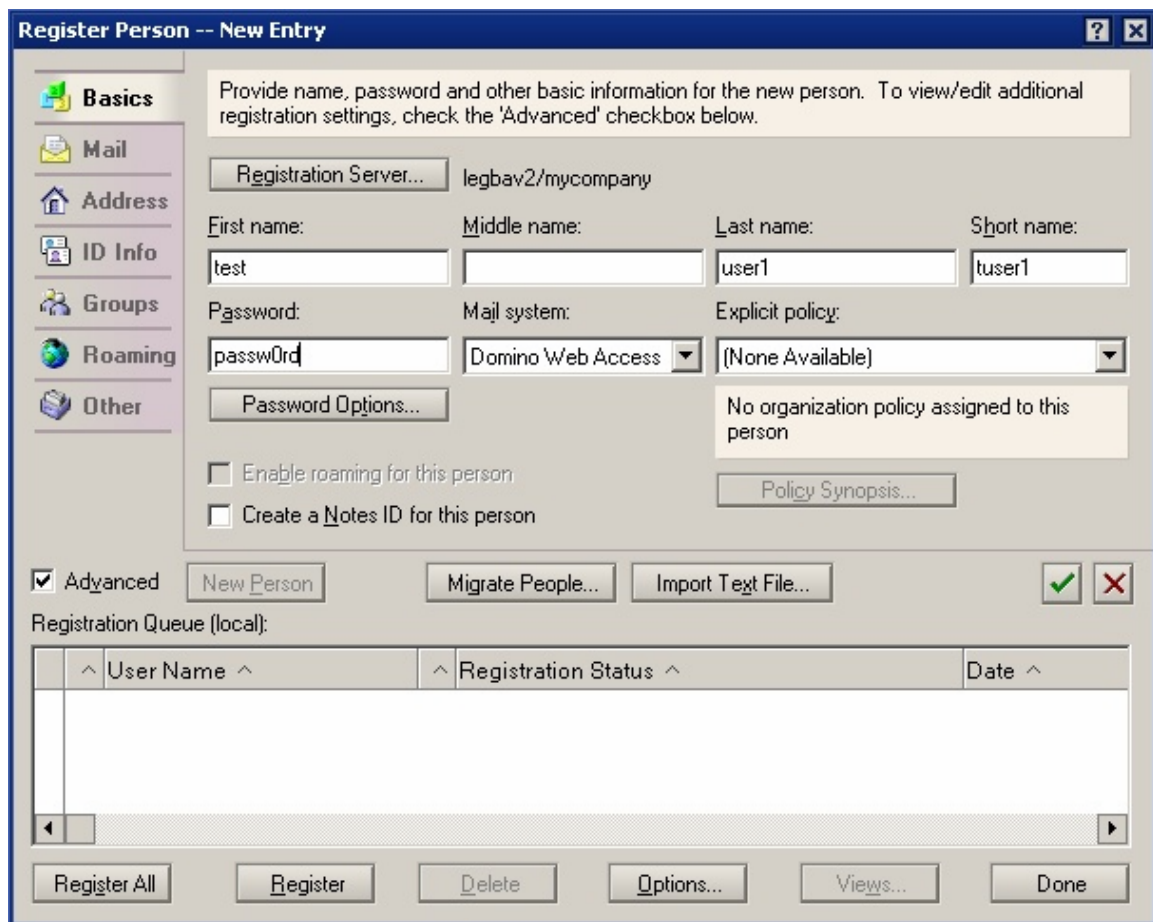 Register Person -- New Entry
Basics
Mail
Address
ID Info
Groups
Roaming
Other
Provide name, password and other basic information for the new person. To view/edit additional
registration settings, check the 'Advanced' checkbox below.
Registration Server... legbav2/mycompany
First name: Middle name: Last name: Short name:
test user1 tuser1
Password: Mail system: Explicit policy:
passw0rd Domino Web Access (None Available)
Password Options...
No organization policy assigned to this
person
Enable roaming for this person
Policy Synopsis...
Create a Notes ID for this person
Advanced New Person Migrate People... Import Text File...
Registration Queue (local):
User Name Registration Status Date
Register All Register Delete Options... Views... Done